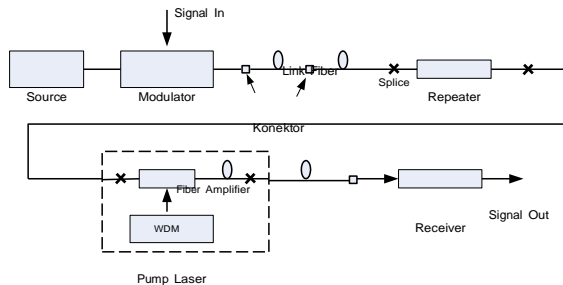 Signal In
Link Fiber
Source
Modulator
Splice
Repeater
Konektor
Fiber Amplifier
WDM
Receiver
Signal Out
Pump Laser